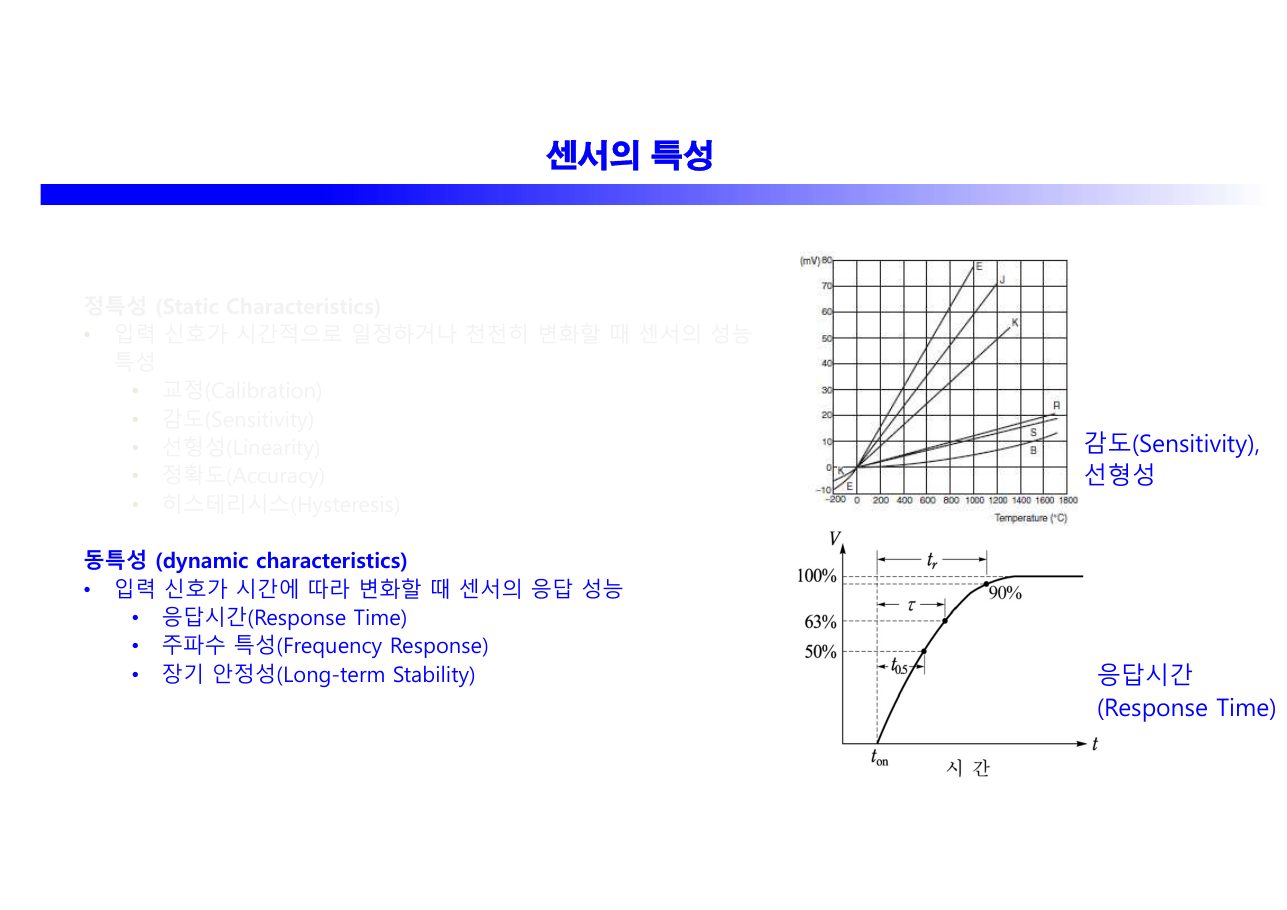 센서의 특성
정특성 (Static Characteristics)
• 입력 신호가 시간적으로 일정하거나 천천히 변화할 때 센서의 성능
특성
• 교정(Calibration)
• 감도(Sensitivity)
• 선형성(Linearity)
• 정확도(Accuracy)
• 히스테리시스(Hysteresis)
동특성 (dynamic characteristics)
• 입력 신호가 시간에 따라 변화할 때 센서의 응답 성능
• 응답시간(Response Time)
• 주파수 특성(Frequency Response)
• 장기 안정성(Long-term Stability)
(mV) 80
70
60
50
40
30
20
10
0
-10
E
J
K
R
S
B
K
E
-200 0 200 400 600 800 1000 1200 1400 1600 1800
Temperature (°C)
감도(Sensitivity),
선형성
V
100%
63%
50%
tr
90%
τ
t0.5
ton
t
시 간
응답시간
(Response Time)